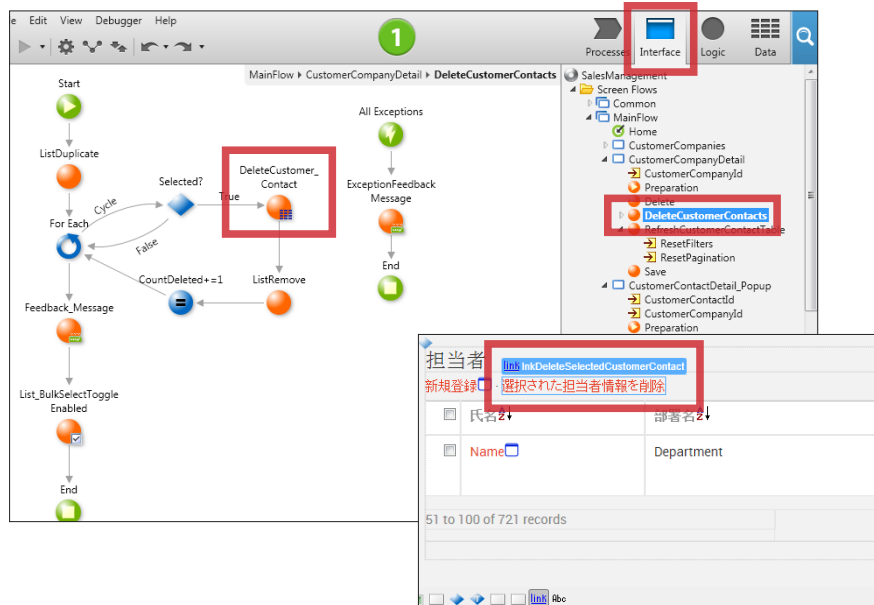 e Edit View Debugger Help
1
Processes Interface Logic Data
MainFlow ▸ CustomerCompanyDetail ▸ DeleteCustomerContacts
Start
ListDuplicate
For Each
Cycle
False
Selected?
True
DeleteCustomer_
Contact
ListRemove
CountDeleted+=1
Feedback_Message
List_BulkSelectToggle
Enabled
End
All Exceptions
ExceptionFeedback
Message
End
SalesManagement
Screen Flows
Common
MainFlow
Home
CustomerCompanies
CustomerCompanyDetail
CustomerCompanyId
Preparation
Delete
DeleteCustomerContacts
RefreshCustomerContactTable
ResetFilters
ResetPagination
Save
CustomerContactDetail_Popup
CustomerContactId
CustomerCompanyId
Preparation
担当者
link lnkDeleteSelectedCustomerContact
新規登録 · 選択された担当者情報を削除
氏名 部署名
Name Department
51 to 100 of 721 records
link Abc